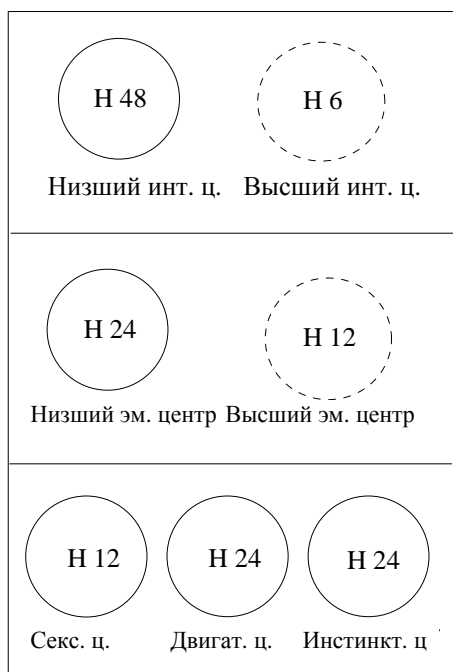 Н 48 Н 6
Низший инт. ц. Высший инт. ц.
Н 24 Н 12
Низший эм. центр Высший эм. центр
Н 12 Н 24 Н 24
Секс. ц. Двигат. ц. Инстинкт. ц